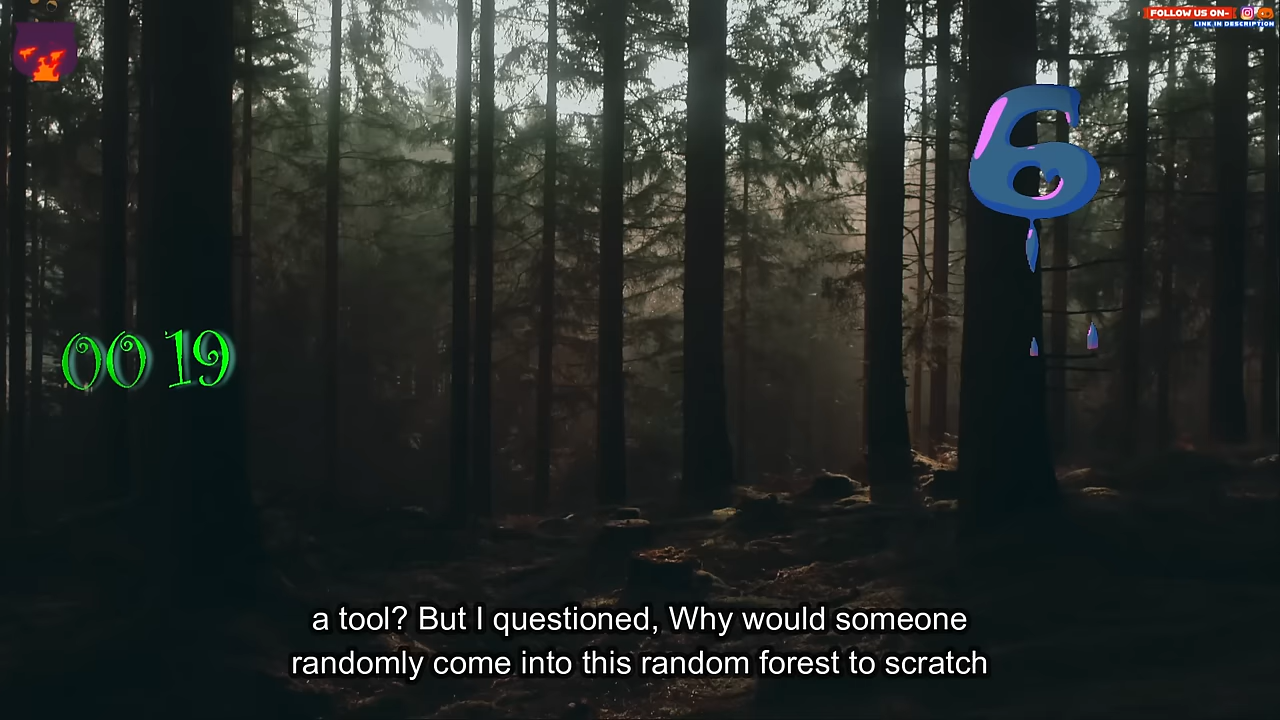 FOLLOW US ON-
LINK IN DESCRIPTION
6
00 19
a tool? But I questioned, Why would someone
randomly come into this random forest to scratch